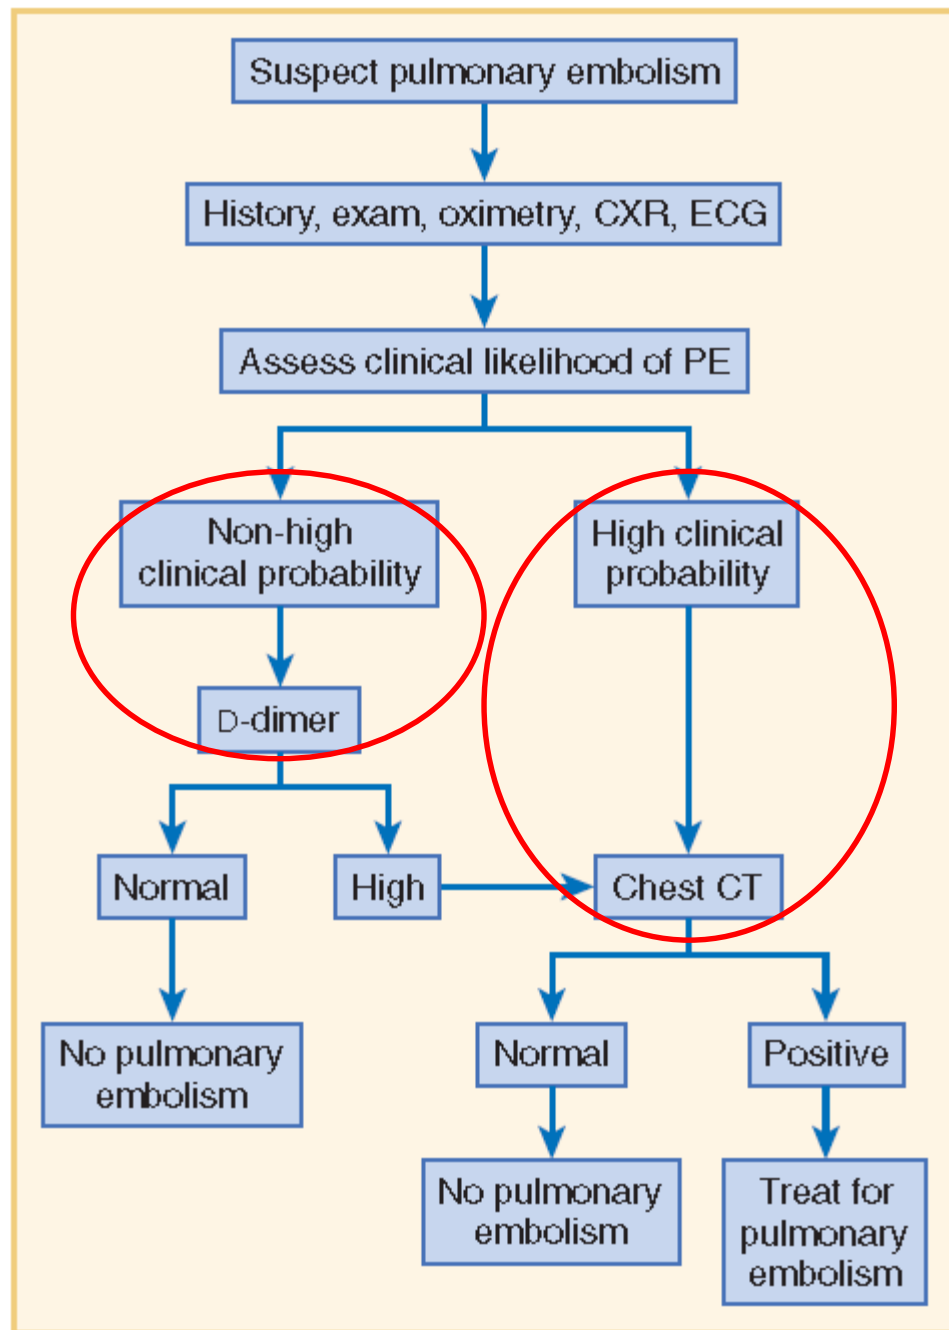 Suspect pulmonary embolism
History, exam, oximetry, CXR, ECG
Assess clinical likelihood of PE
Non-high
clinical probability
High clinical
probability
D-dimer
Normal
High
Chest CT
No pulmonary
embolism
Normal
Positive
No pulmonary
embolism
Treat for
pulmonary
embolism